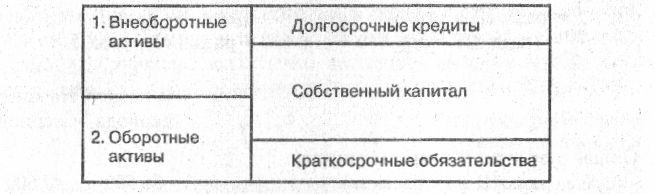 1. Внеоборотные
активы
2. Оборотные
активы
Долгосрочные кредиты
Собственный капитал
Краткосрочные обязательства